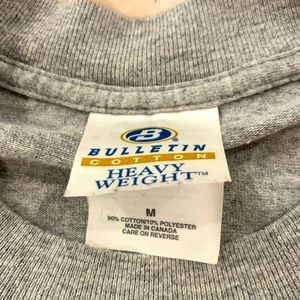 B
BULLETIN
COTTON
HEAVY
WEIGHT™
M
90% COTTON/10% POLYESTER
MADE IN CANADA
CARE ON REVERSE